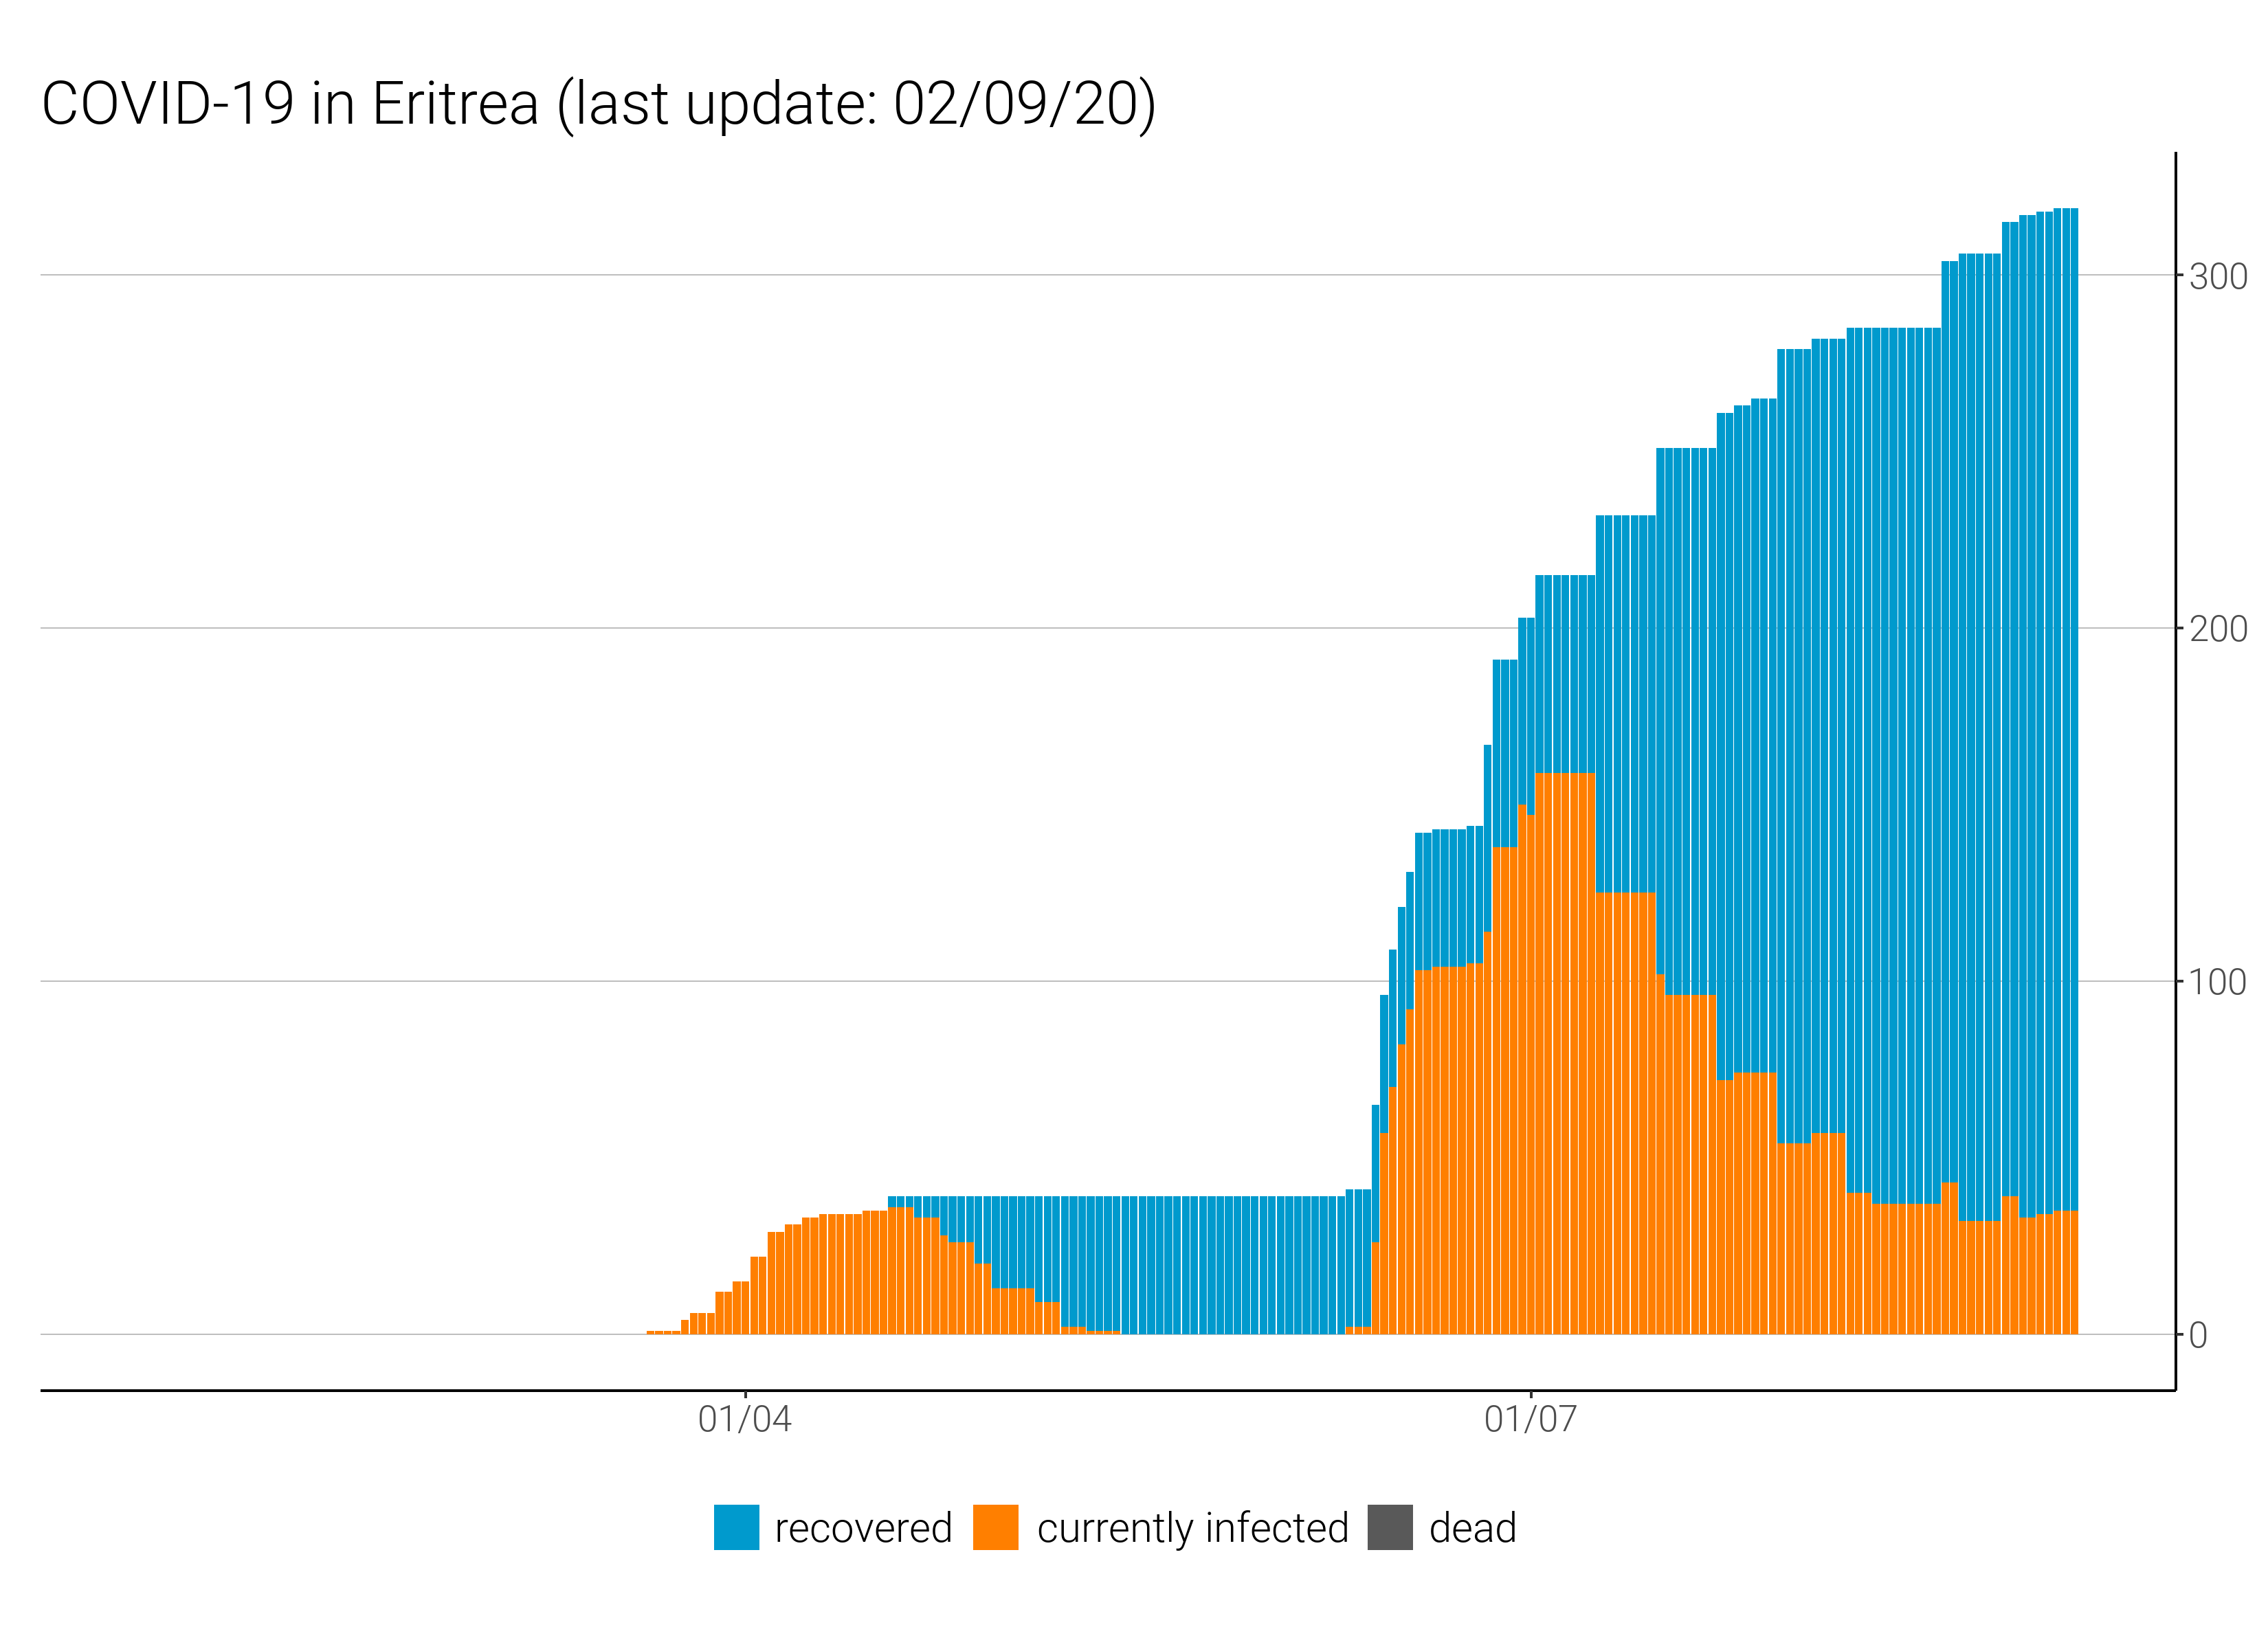 COVID-19 in Eritrea (last update: 02/09/20)
300
200
100
0
01/04 01/07
recovered currently infected dead